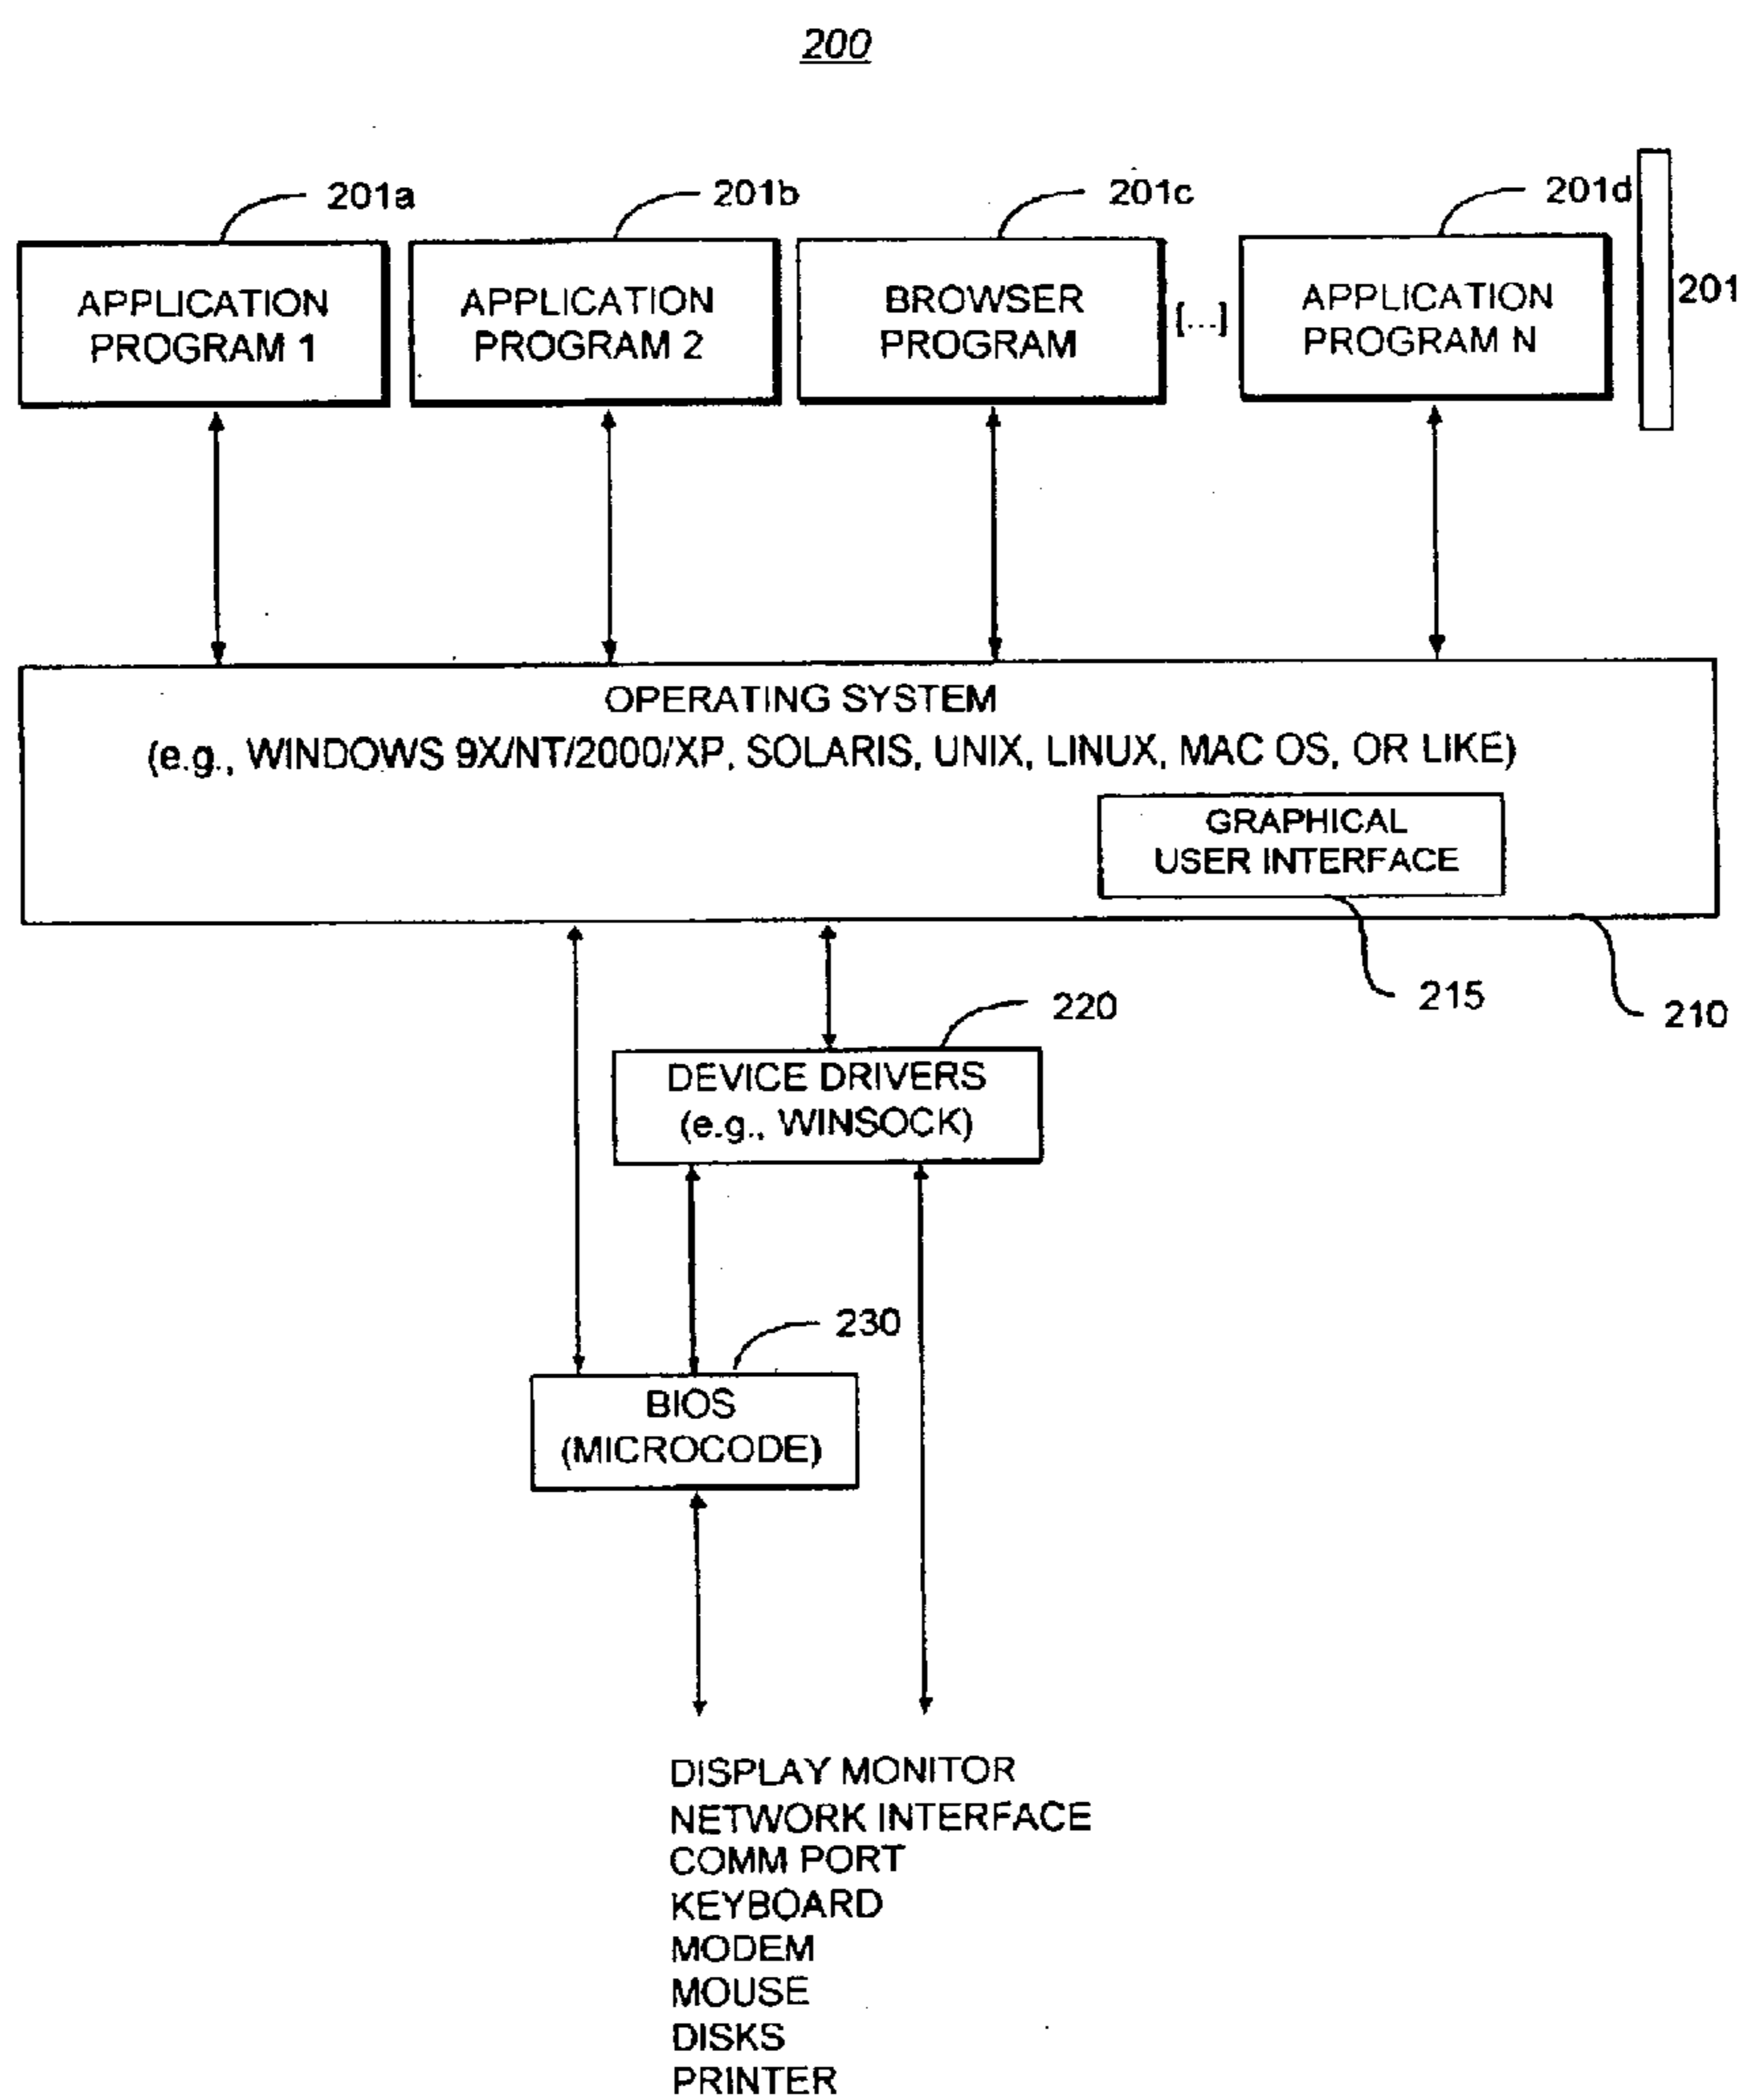 200
201a
201b
201c
201d
201
APPLICATION
PROGRAM 1
APPLICATION
PROGRAM 2
BROWSER
PROGRAM
[...]
APPLICATION
PROGRAM N
OPERATING SYSTEM
(e.g., WINDOWS 9X/NT/2000/XP, SOLARIS, UNIX, LINUX, MAC OS, OR LIKE)
GRAPHICAL
USER INTERFACE
215
210
220
DEVICE DRIVERS
(e.g., WINSOCK)
230
BIOS
(MICROCODE)
DISPLAY MONITOR
NETWORK INTERFACE
COMM PORT
KEYBOARD
MODEM
MOUSE
DISKS
PRINTER